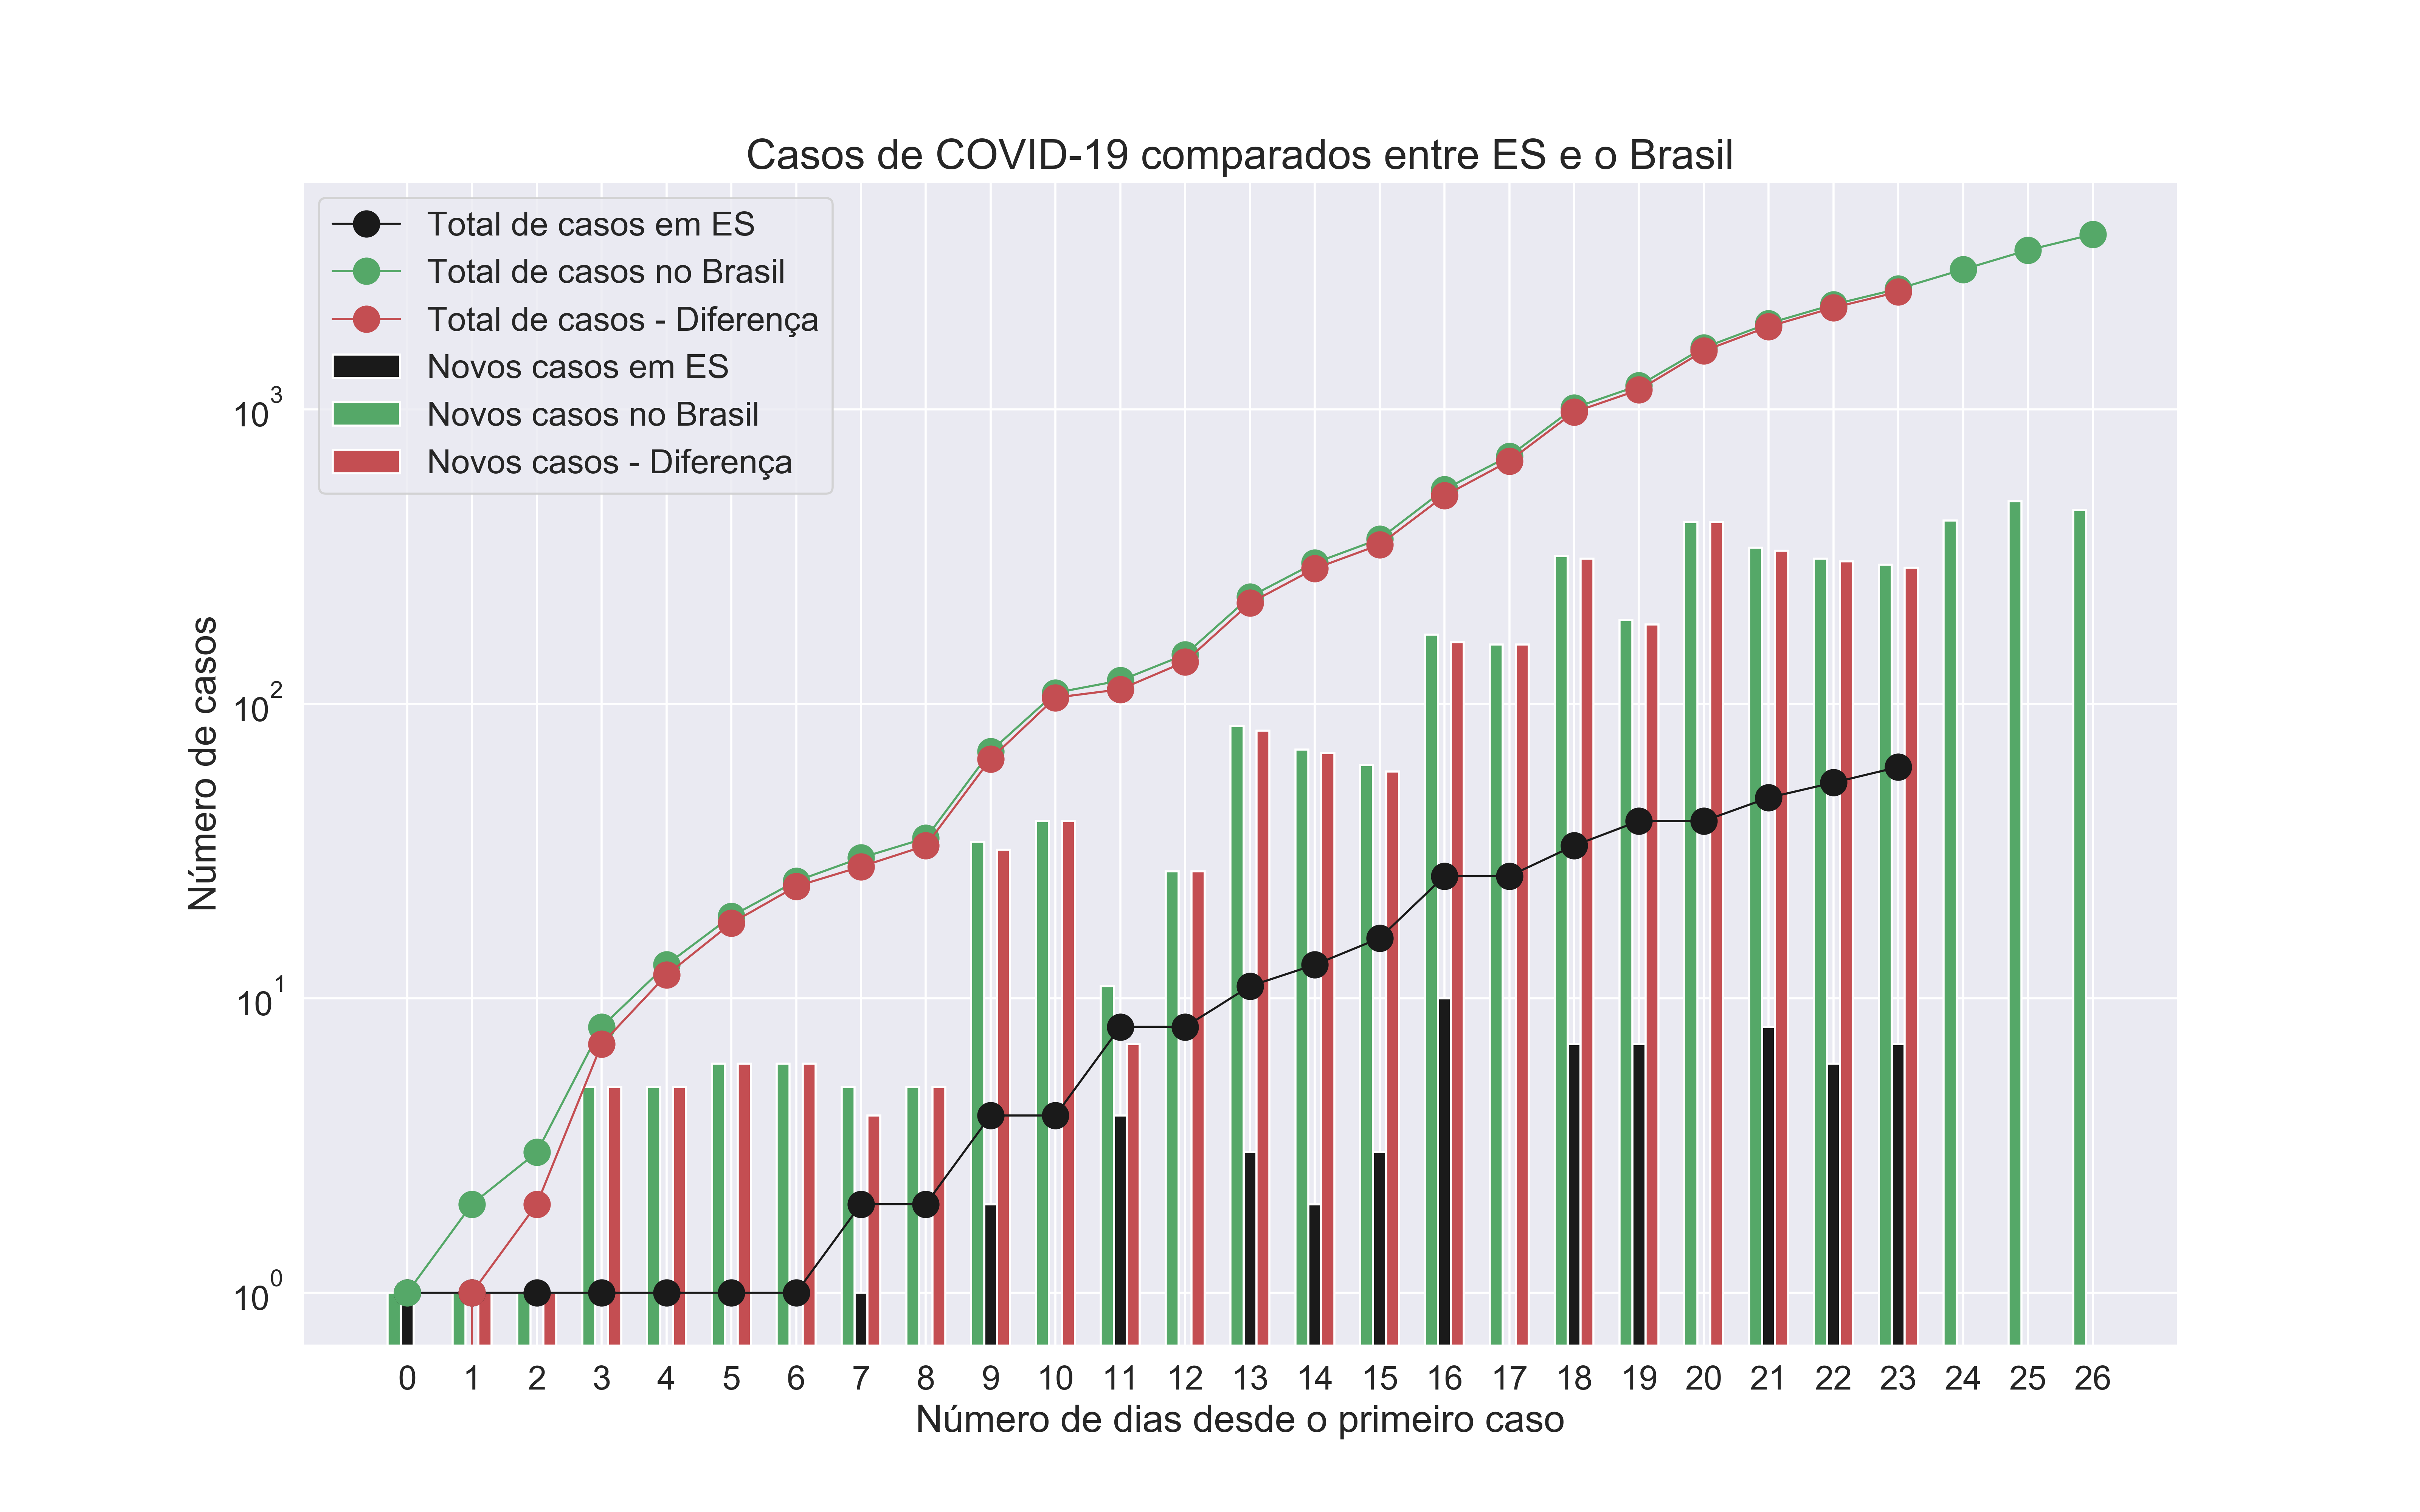 Casos de COVID-19 comparados entre ES e o Brasil
Total de casos em ES
Total de casos no Brasil
Total de casos - Diferença
Novos casos em ES
Novos casos no Brasil
Novos casos - Diferença
Número de casos
10³
10²
10¹
10⁰
0 1 2 3 4 5 6 7 8 9 10 11 12 13 14 15 16 17 18 19 20 21 22 23 24 25 26
Número de dias desde o primeiro caso